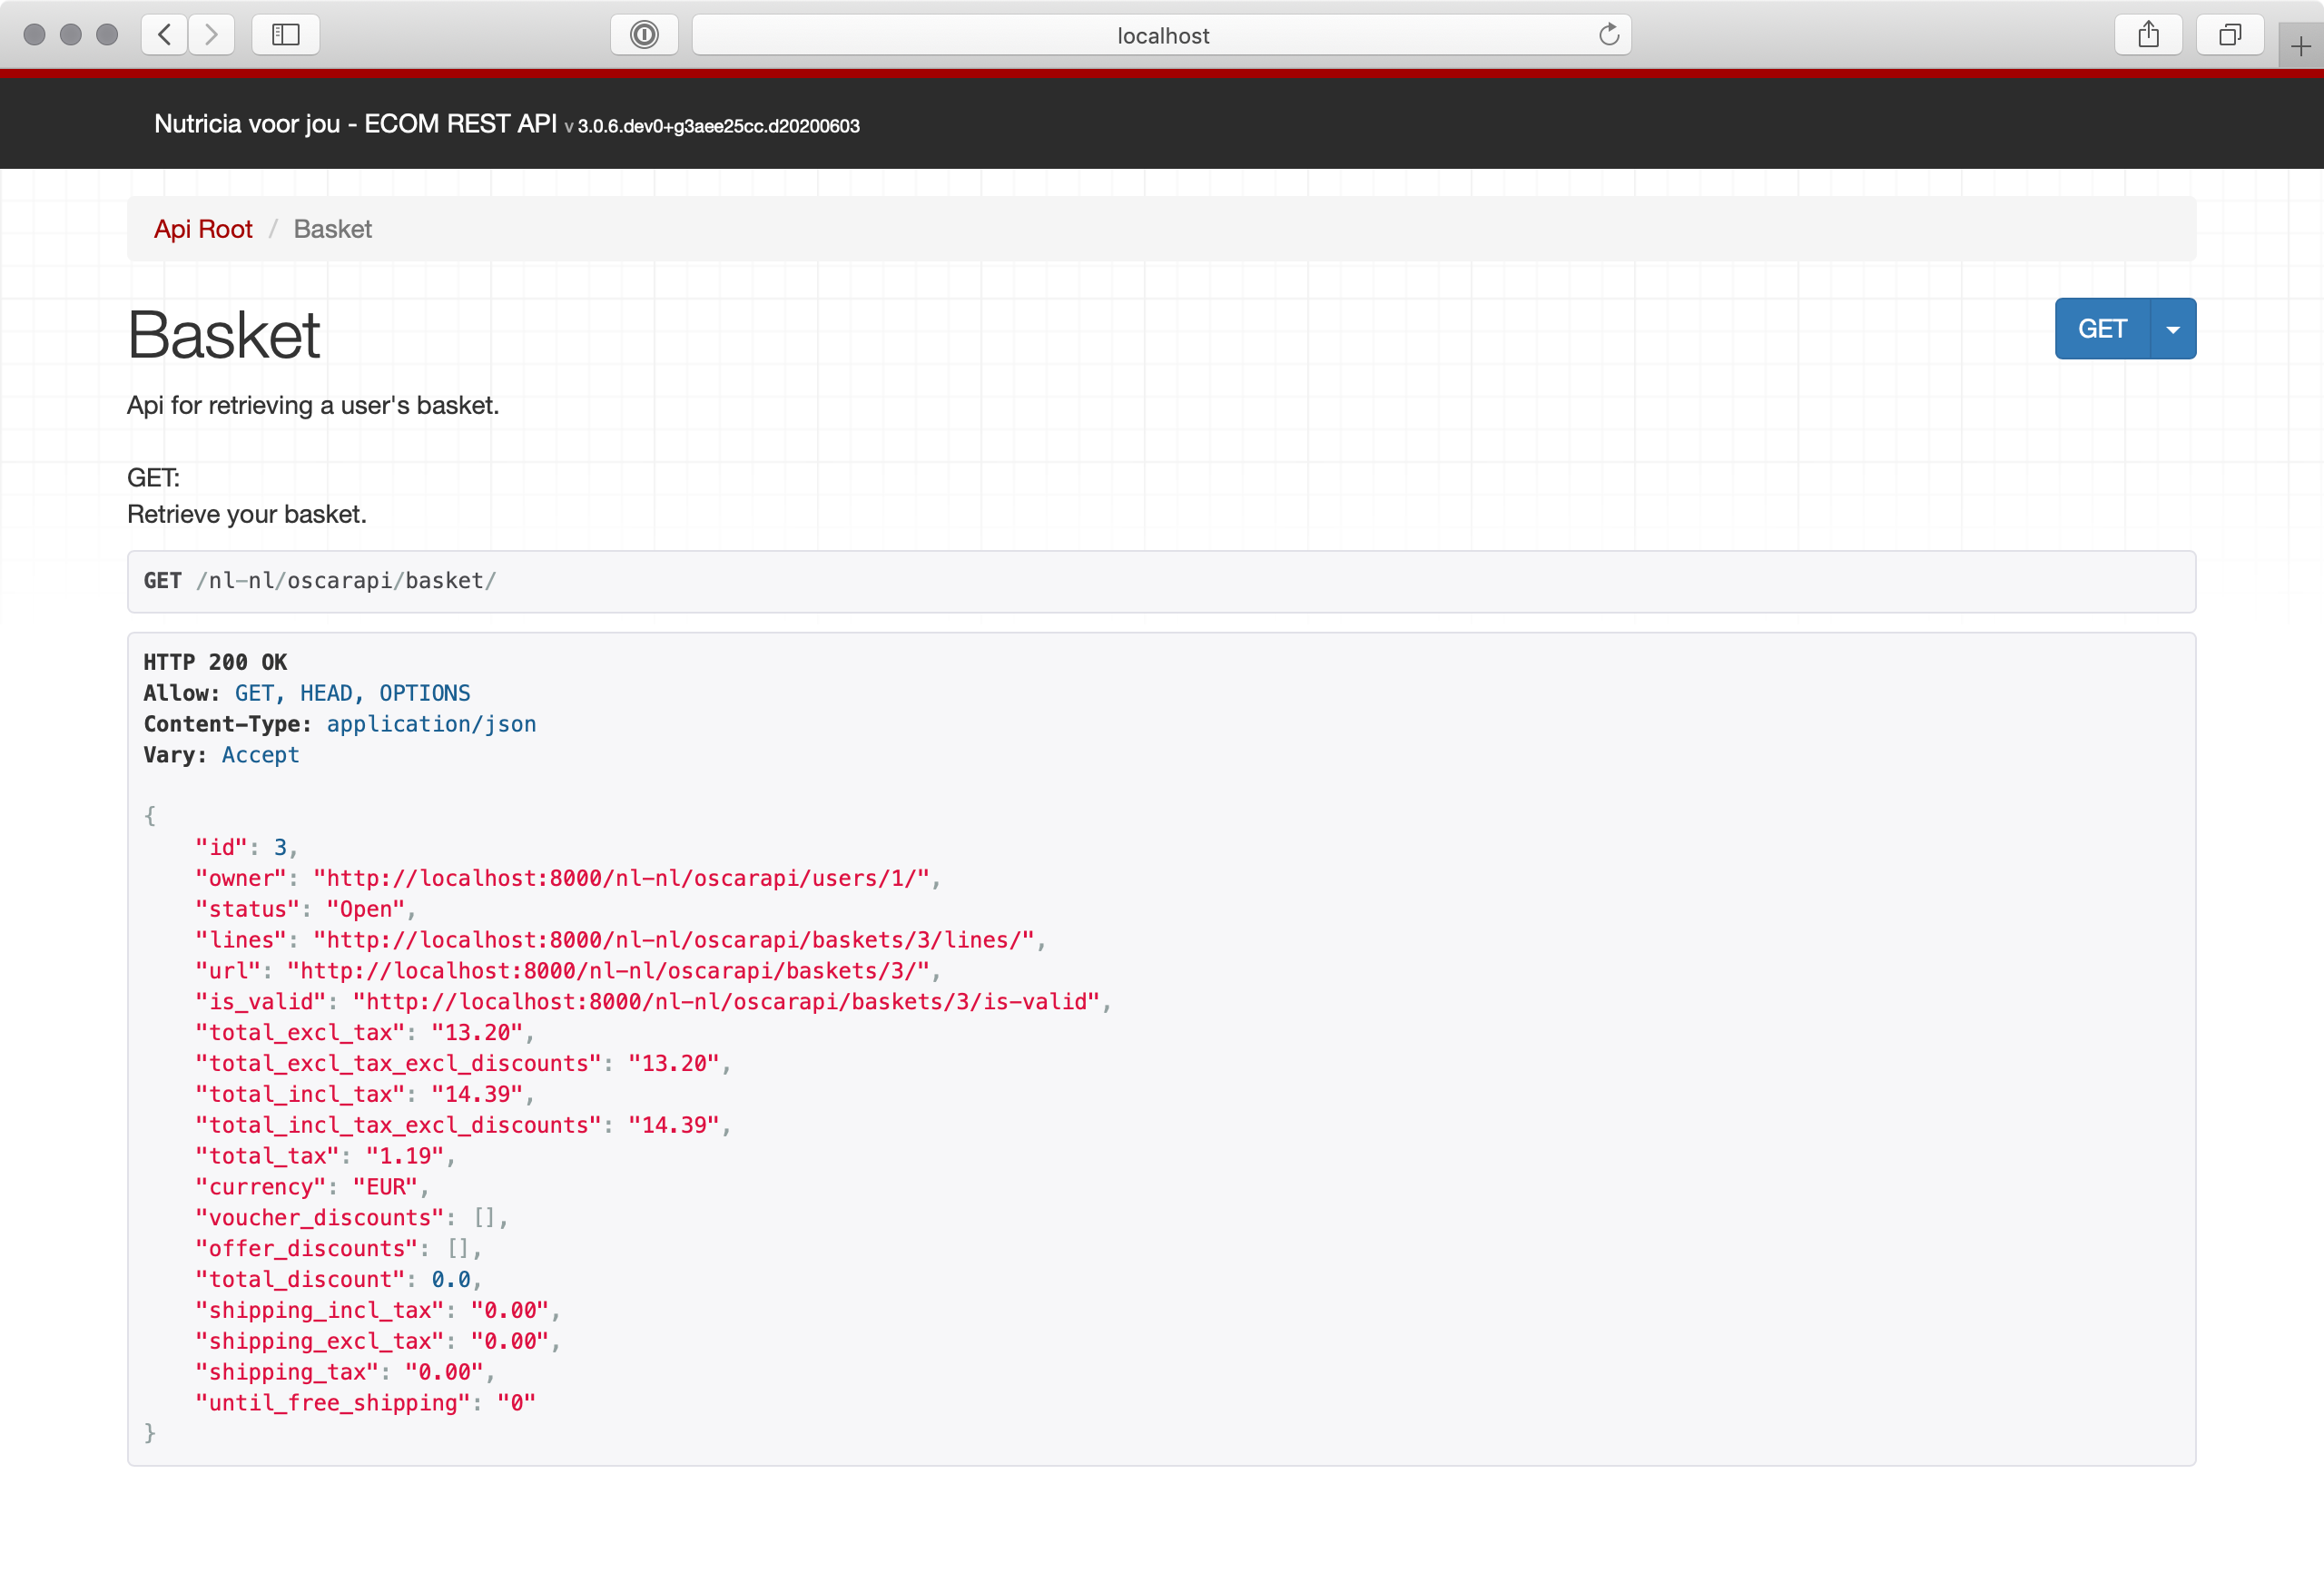 localhost
Nutricia voor jou - ECOM REST API v 3.0.6.dev0+g3aee25cc.d20200603
Api Root / Basket
Basket
GET
Api for retrieving a user's basket.
GET:
Retrieve your basket.
GET /nl-nl/oscarapi/basket/
HTTP 200 OK
Allow: GET, HEAD, OPTIONS
Content-Type: application/json
Vary: Accept
{
    "id": 3,
    "owner": "http://localhost:8000/nl-nl/oscarapi/users/1/",
    "status": "Open",
    "lines": "http://localhost:8000/nl-nl/oscarapi/baskets/3/lines/",
    "url": "http://localhost:8000/nl-nl/oscarapi/baskets/3/",
    "is_valid": "http://localhost:8000/nl-nl/oscarapi/baskets/3/is-valid",
    "total_excl_tax": "13.20",
    "total_excl_tax_excl_discounts": "13.20",
    "total_incl_tax": "14.39",
    "total_incl_tax_excl_discounts": "14.39",
    "total_tax": "1.19",
    "currency": "EUR",
    "voucher_discounts": [],
    "offer_discounts": [],
    "total_discount": 0.0,
    "shipping_incl_tax": "0.00",
    "shipping_excl_tax": "0.00",
    "shipping_tax": "0.00",
    "until_free_shipping": "0"
}